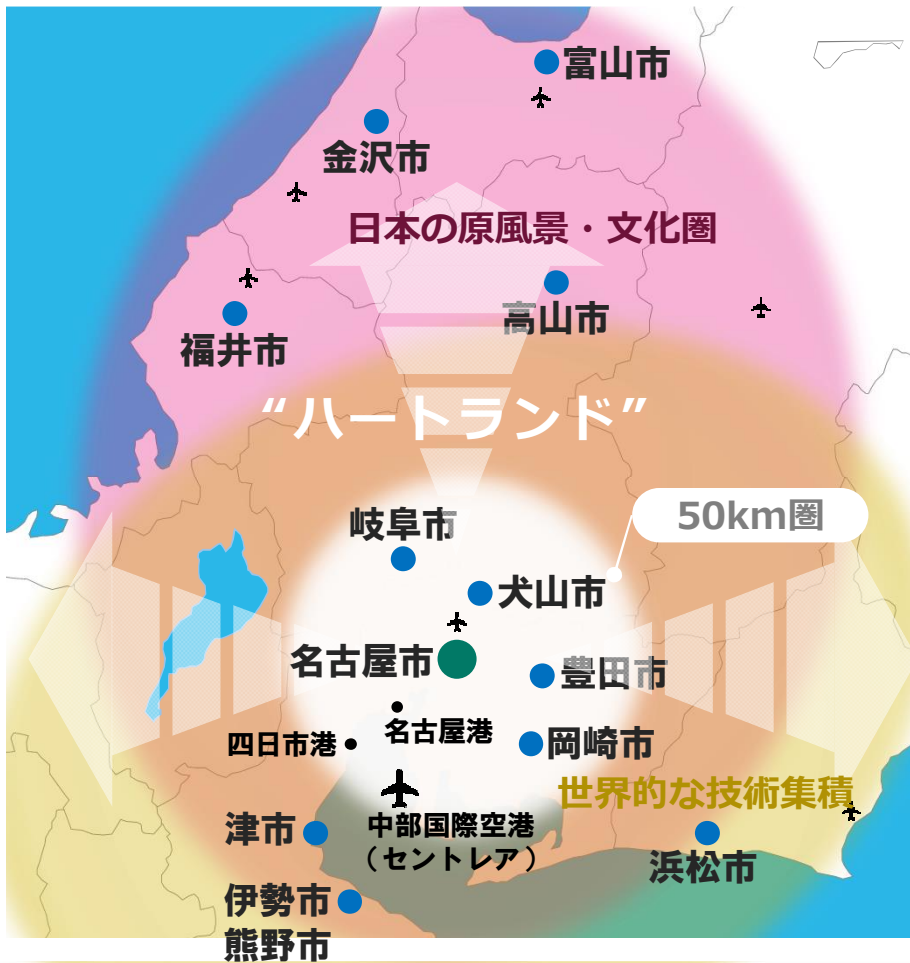 富山市
金沢市
日本の原風景・文化圏
高山市
福井市
“ハートランド”
50km圏
岐阜市
犬山市
名古屋市
豊田市
名古屋港
四日市港
岡崎市
世界的な技術集積
中部国際空港
（セントレア）
津市
浜松市
伊勢市
熊野市